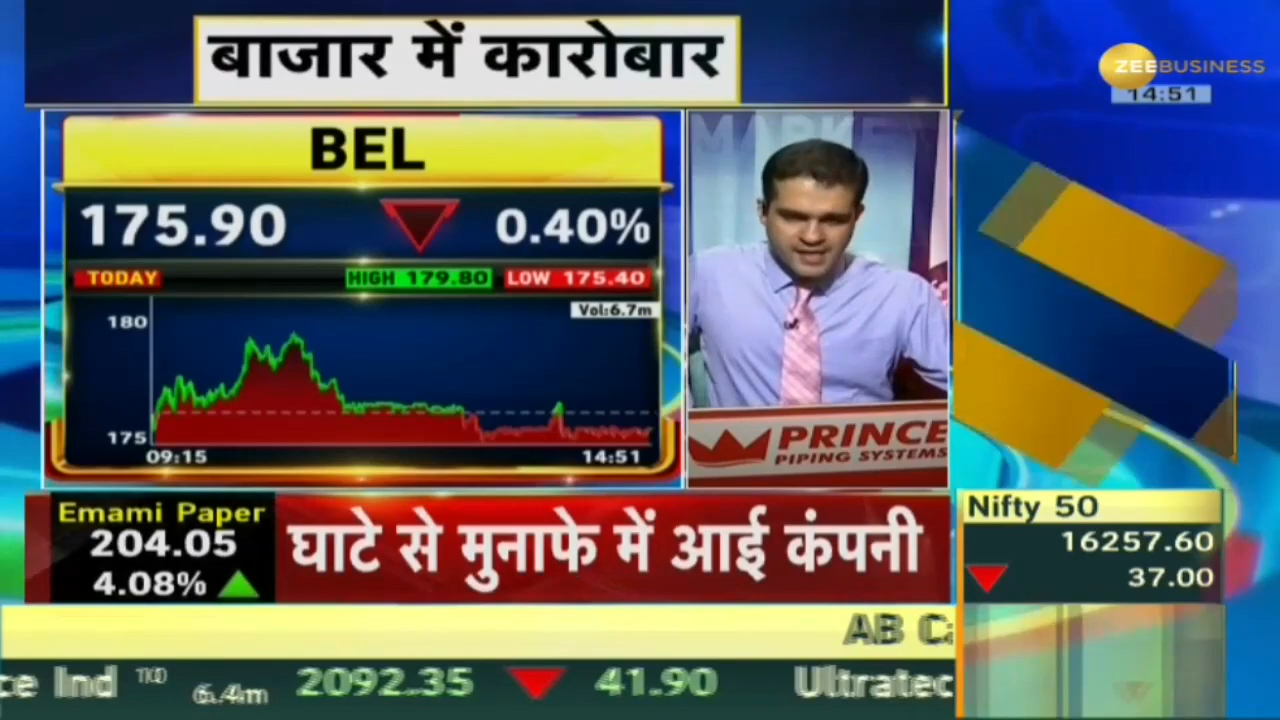 बाजार में कारोबार
ZEEBUSINESS
14:51
BEL
175.90 0.40%
TODAY HIGH 179.80 LOW 175.40
Vol:6.7m
180
175
09:15 14:51
MARKET
PRINCE
PIPING SYSTEMS
Emami Paper
204.05
4.08%
घाटे से मुनाफे में आई कंपनी
Nifty 50
16257.60
37.00
AB
Ind 6.4m 2092.35 41.90 Ultratec